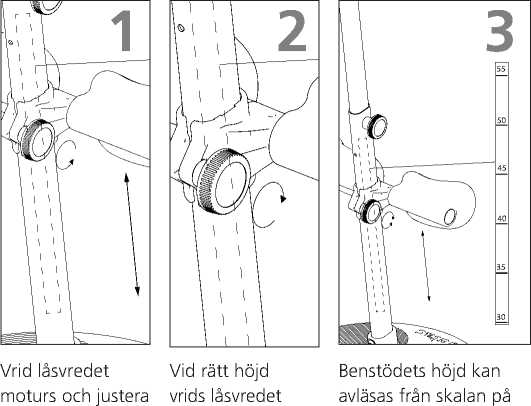 1
2
3
55
50
45
40
35
30
Vrid låsvredet
moturs och justera
Vid rätt höjd
vrids låsvredet
Benstödets höjd kan
avläsas från skalan på